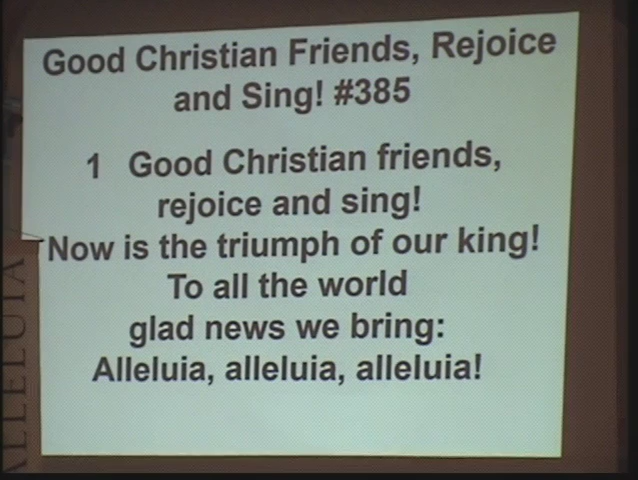 Good Christian Friends, Rejoice
and Sing! #385
1 Good Christian friends,
rejoice and sing!
Now is the triumph of our king!
To all the world
glad news we bring:
Alleluia, alleluia, alleluia!
ALLELUIA